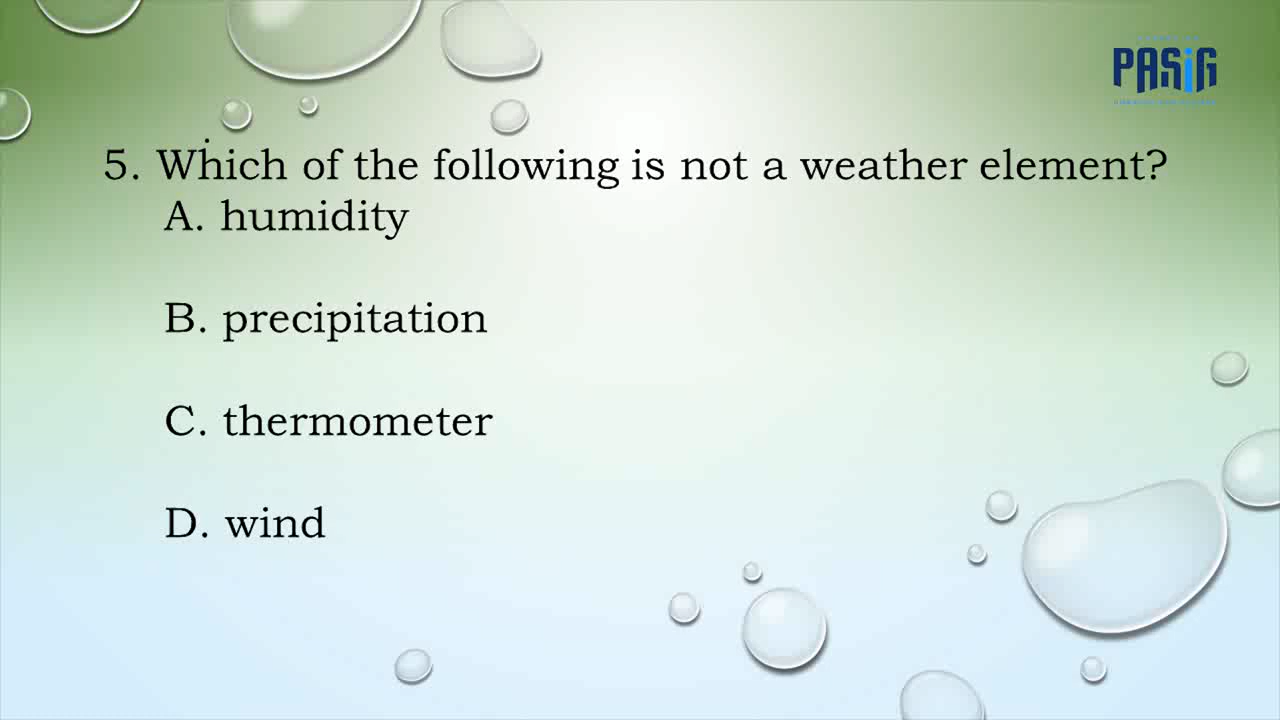 PASiG
5. Which of the following is not a weather element?
A. humidity
B. precipitation
C. thermometer
D. wind